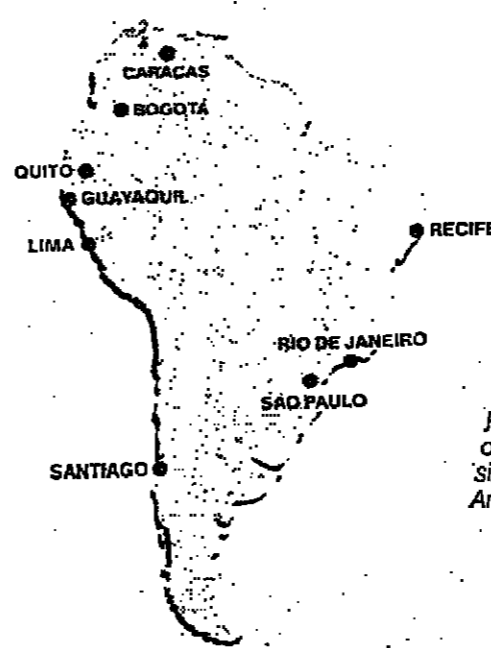 CARACAS
BOGOTÁ
QUITO
GUAYAQUIL
LIMA
RECIFE
RIO DE JANEIRO
SÃO PAULO
SANTIAGO